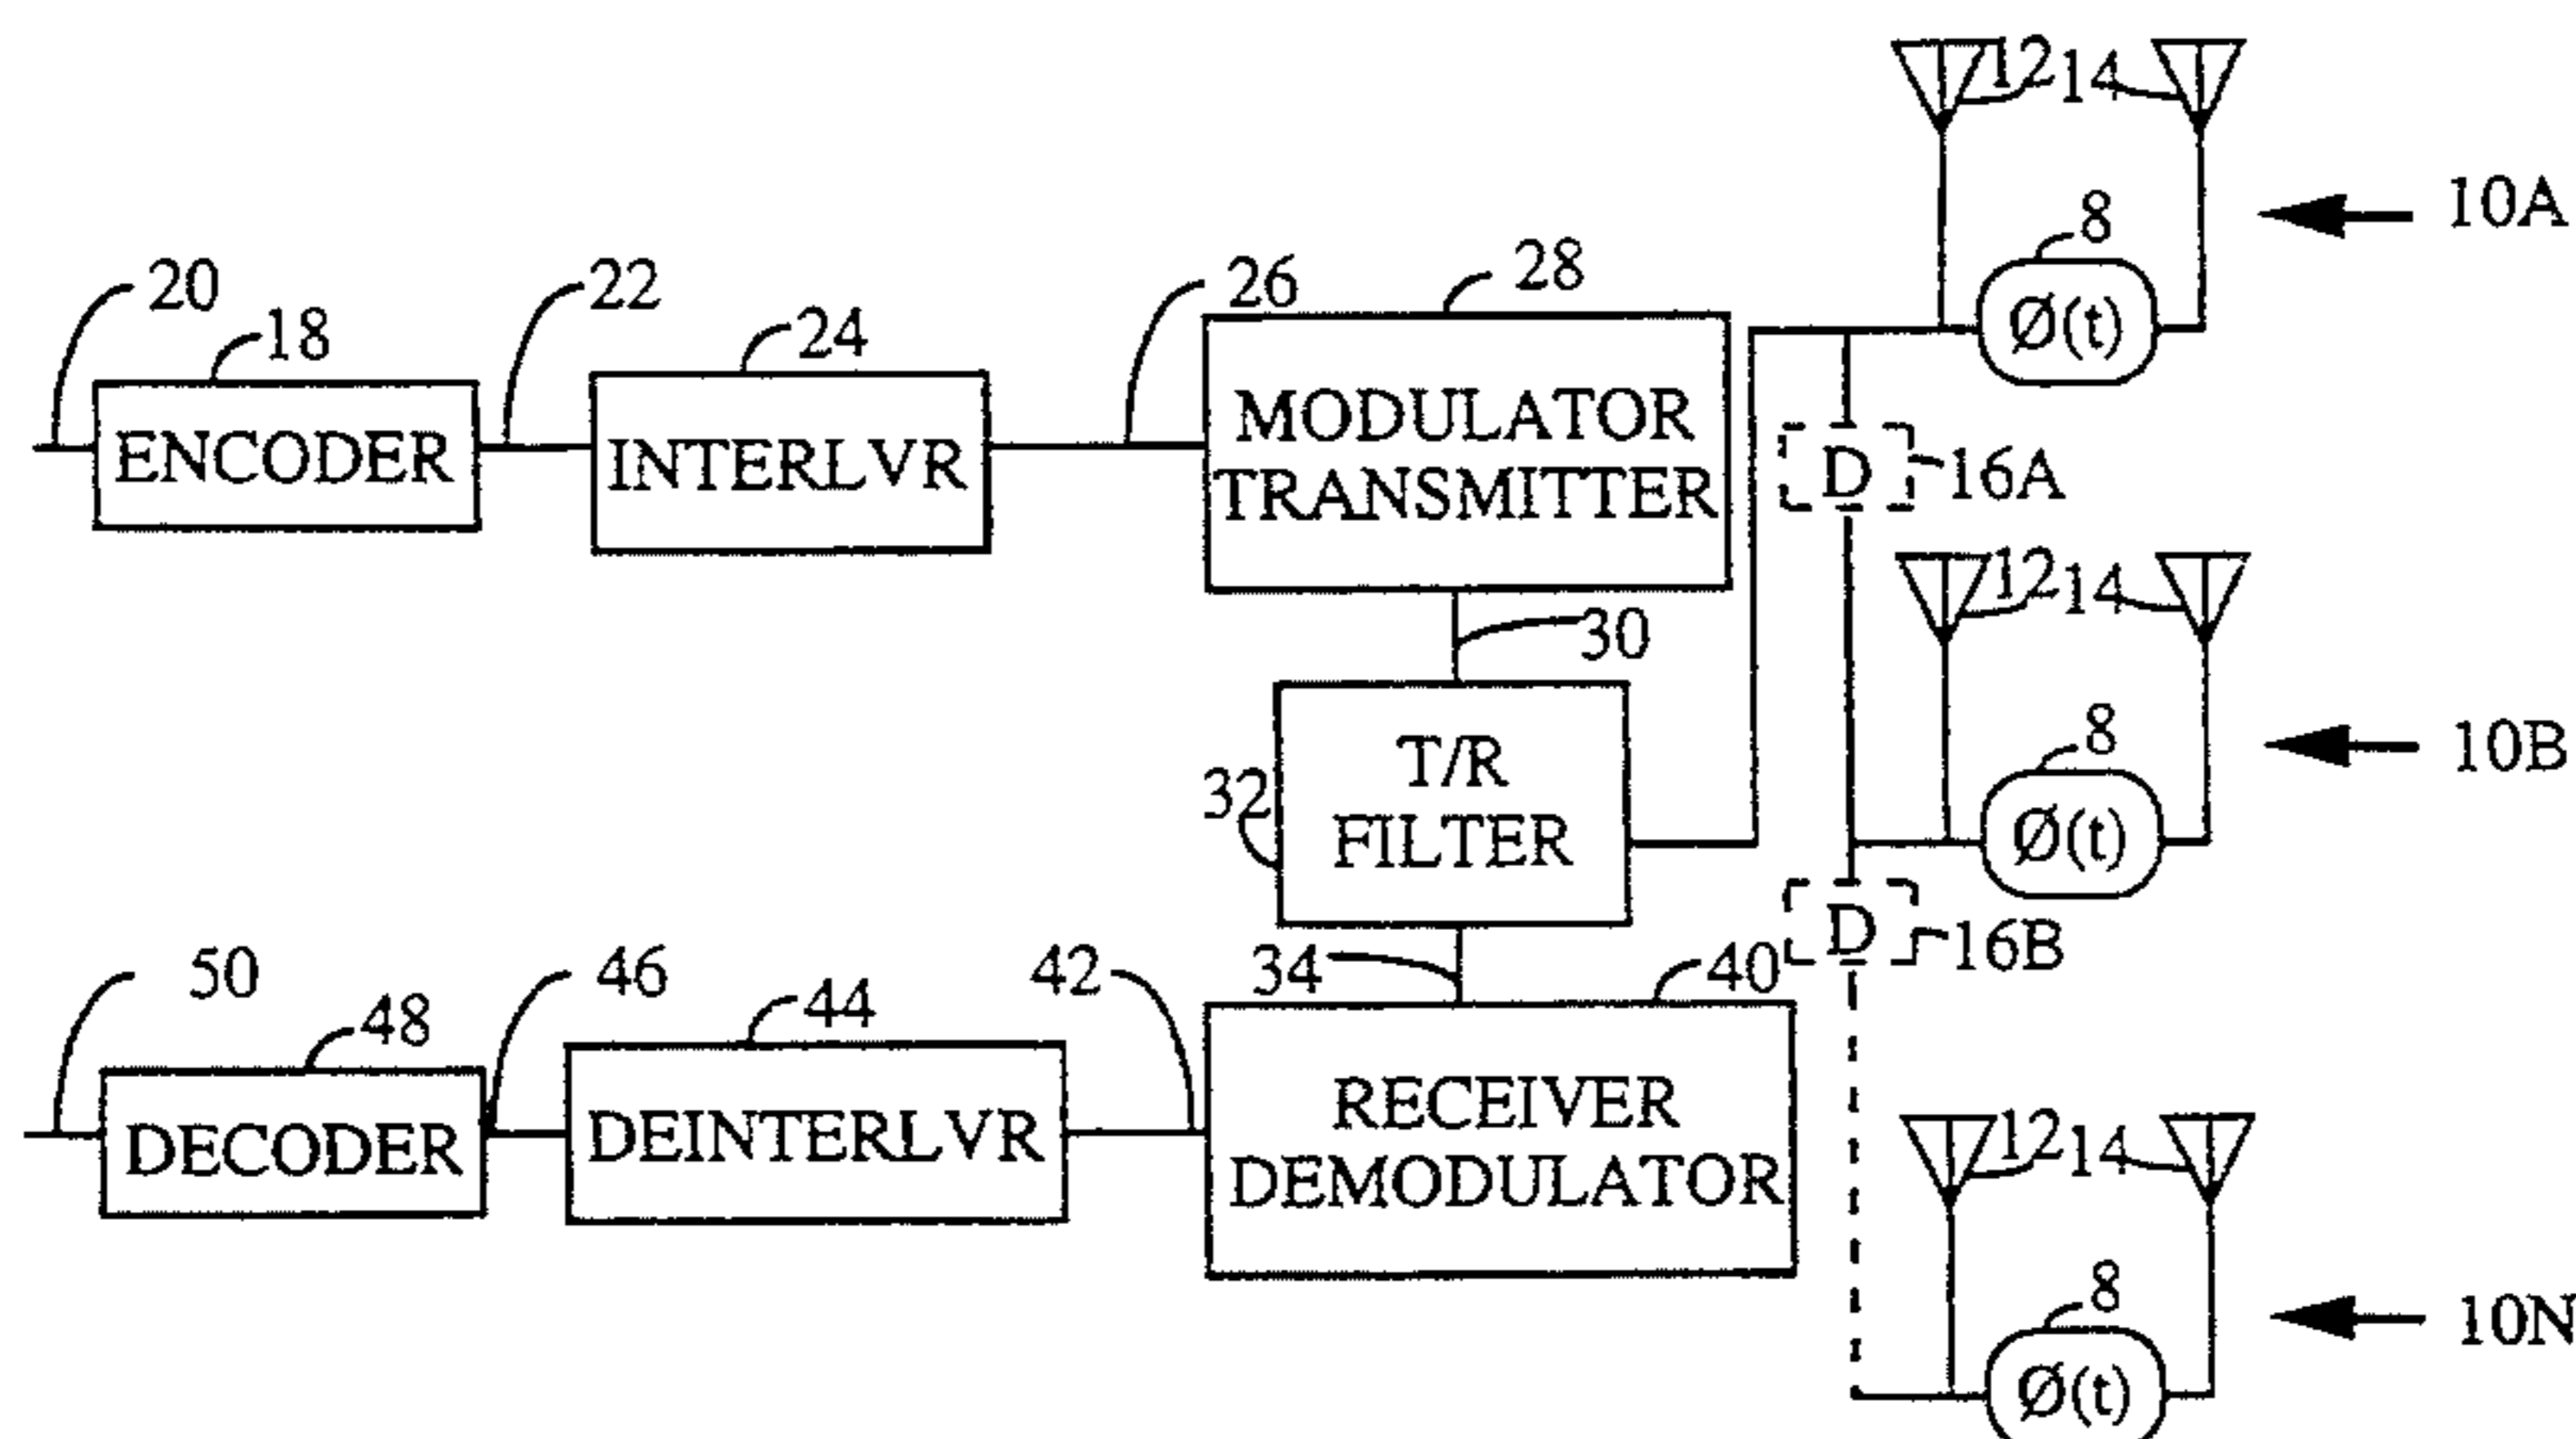 12 14
10A
8
Ø(t)
20
18
22
24
26
28
ENCODER
INTERLVR
MODULATOR
TRANSMITTER
D
16A
12 14
10B
8
Ø(t)
30
32
T/R
FILTER
D
16B
34
40
50
48
46
44
42
DECODER
DEINTERLVR
RECEIVER
DEMODULATOR
12 14
10N
8
Ø(t)